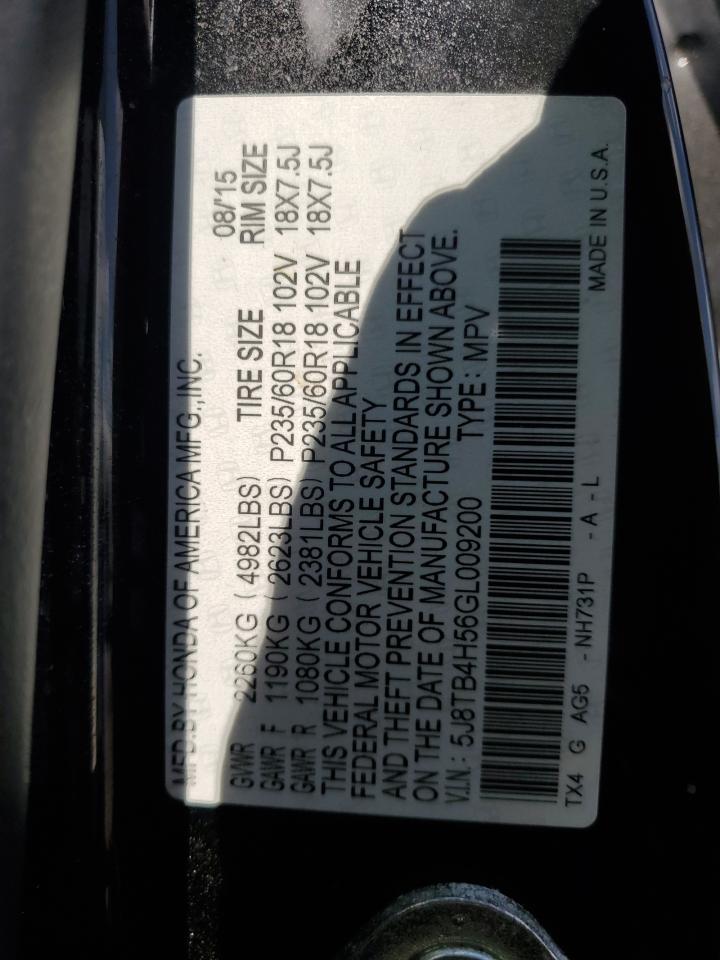 MFD.BY HONDA OF AMERICA MFG.,INC. 08/'15
GVWR 2260KG ( 4982LBS) TIRE SIZE RIM SIZE
GAWR F 1190KG ( 2623LBS) P235/60R18 102V 18X7.5J
GAWR R 1080KG ( 2381LBS) P235/60R18 102V 18X7.5J
THIS VEHICLE CONFORMS TO ALL APPLICABLE
FEDERAL MOTOR VEHICLE SAFETY
AND THEFT PREVENTION STANDARDS IN EFFECT
ON THE DATE OF MANUFACTURE SHOWN ABOVE.
V.I.N.: 5J8TB4H56GL009200 TYPE : MPV
TX4 G AG5 - NH731P - A - L MADE IN U.S.A.